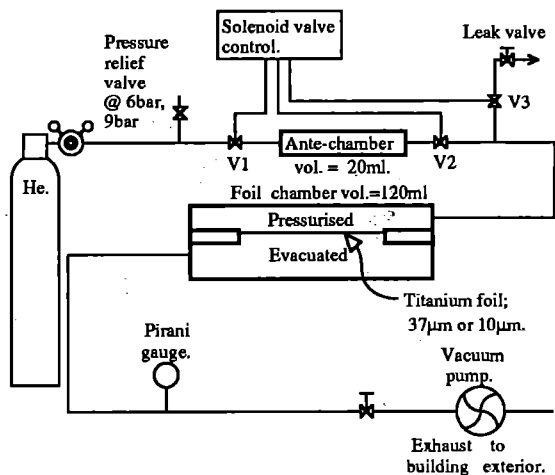 Solenoid valve
control.
Leak valve
Pressure
relief
valve
@ 6bar,
9bar
V3
V1
Ante-chamber
V2
vol. = 20ml.
He.
Foil chamber vol.=120ml
Pressurised
Evacuated
Titanium foil;
37µm or 10µm.
Pirani
gauge.
Vacuum
pump.
Exhaust to
building exterior.